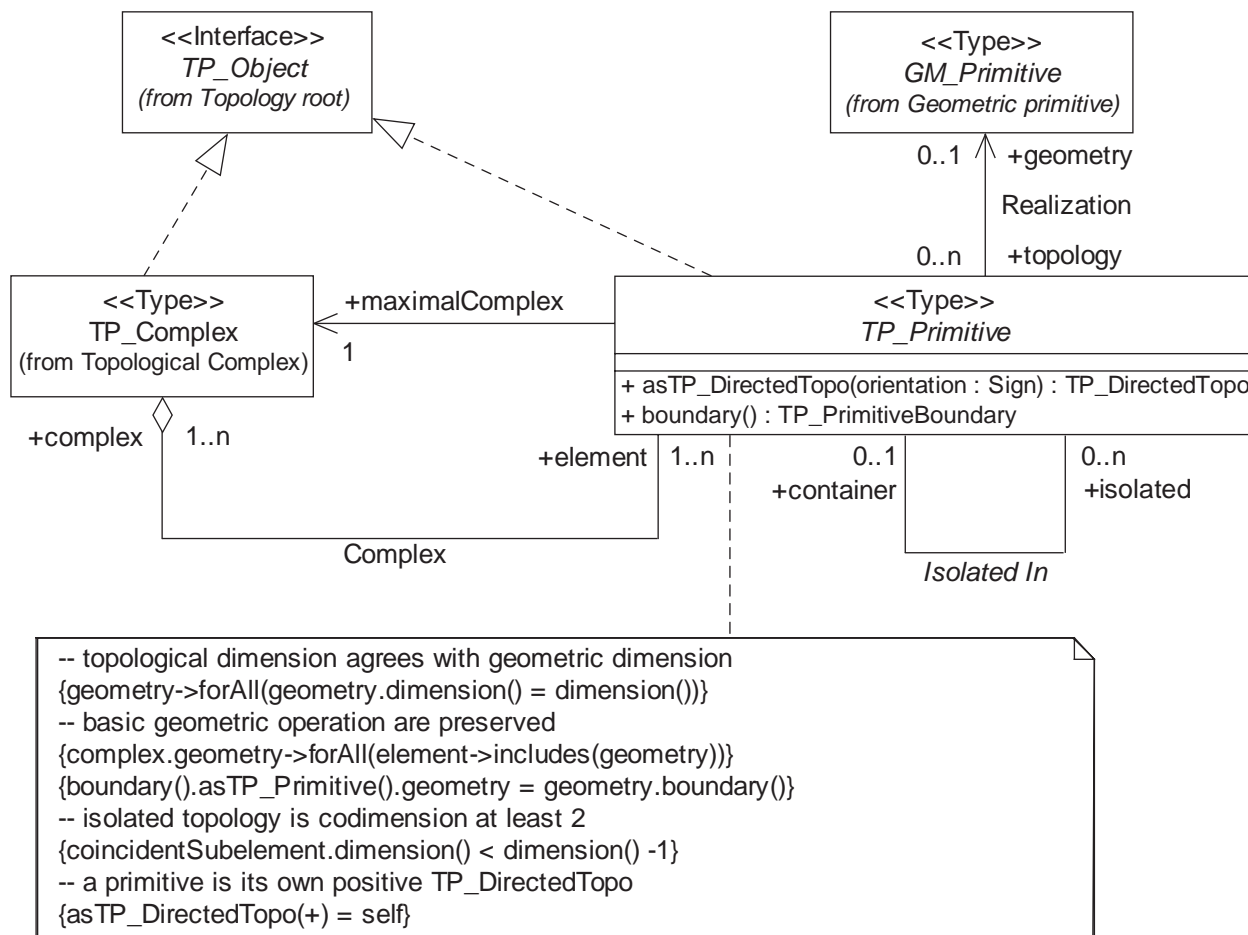 <<Interface>>
TP_Object
(from Topology root)
<<Type>>
GM_Primitive
(from Geometric primitive)
0..1
+geometry
Realization
0..n
+topology
<<Type>>
TP_Complex
(from Topological Complex)
+maximalComplex
1
<<Type>>
TP_Primitive
+ asTP_DirectedTopo(orientation : Sign) : TP_DirectedTopo
+ boundary() : TP_PrimitiveBoundary
+complex
1..n
+element
1..n
Complex
0..1
+container
0..n
+isolated
Isolated In
-- topological dimension agrees with geometric dimension
{geometry->forAll(geometry.dimension() = dimension())}
-- basic geometric operation are preserved
{complex.geometry->forAll(element->includes(geometry))}
{boundary().asTP_Primitive().geometry = geometry.boundary()}
-- isolated topology is codimension at least 2
{coincidentSubelement.dimension() < dimension() -1}
-- a primitive is its own positive TP_DirectedTopo
{asTP_DirectedTopo(+) = self}